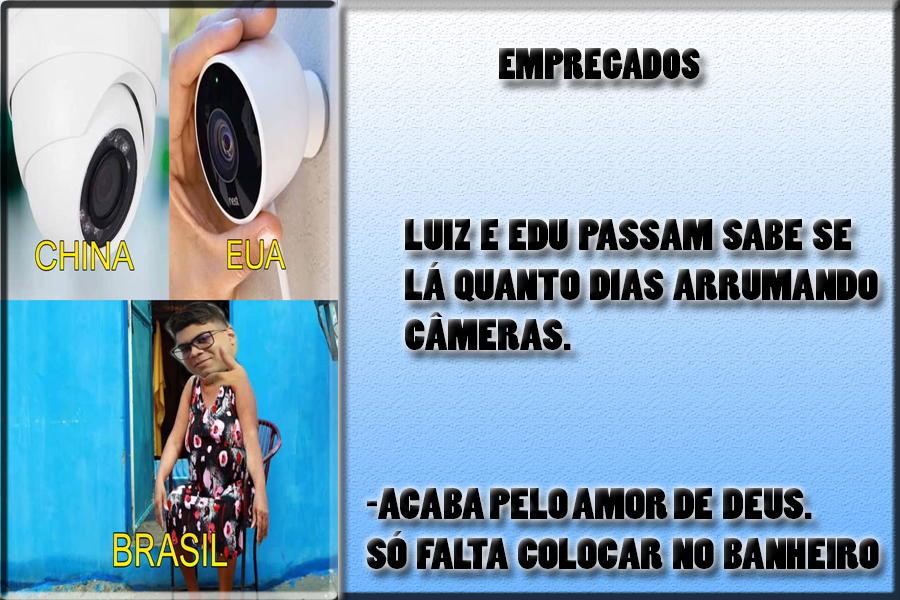 CHINA
EUA
BRASIL
EMPREGADOS
LUIZ E EDU PASSAM SABE SE
LÁ QUANTO DIAS ARRUMANDO
CÂMERAS.
-ACABA PELO AMOR DE DEUS.
SÓ FALTA COLOCAR NO BANHEIRO
nest